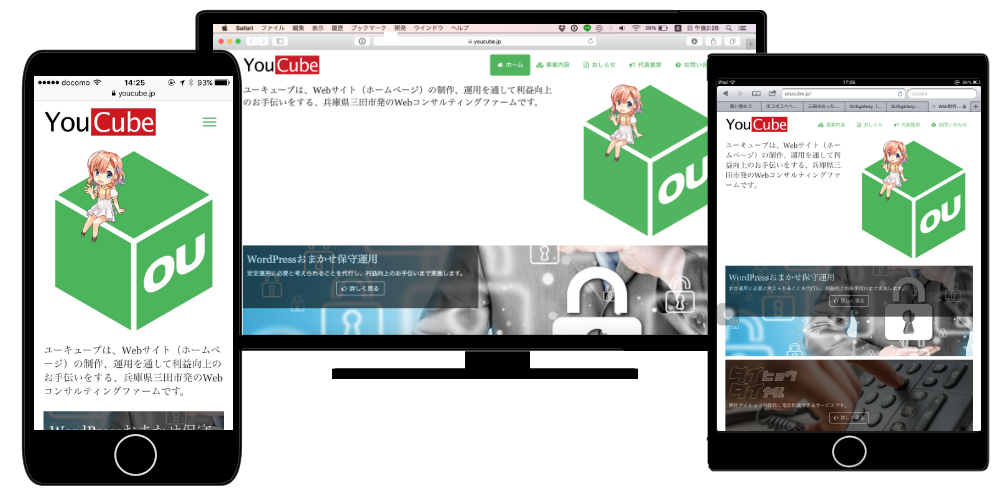 ●●●●● docomo 14:25 93%
youcube.jp
YouCube
OU
ユーキューブは、Webサイト（ホームペ
ージ）の制作、運用を通して利益向上の
お手伝いをする、兵庫県三田市発のWeb
コンサルティングファームです。
WordPressおまかせ保守
Safari ファイル 編集 表示 履歴 ブックマーク 開発 ウインドウ ヘルプ 39% 日 午後2:28
youcube.jp
YouCube
ホーム 事業内容 おしらせ 代表挨拶 お問い合
ユーキューブは、Webサイト（ホームページ）の制作、運用を通して利益向上
のお手伝いをする、兵庫県三田市発のWebコンサルティングファームです。
OU
WordPressおまかせ保守運用
安定運用に必要と考えられることを代行し、利益向上のお手伝いまで実施します。
詳しく見る
iPad 17:06 80%
youcube.jp/ Google
YouCube
事業内容 おしらせ 代表挨拶 お問い合わせ
ユーキューブは、Webサイト（ホー
ムページ）の制作、運用を通して利
益向上のお手伝いをする、兵庫県三
田市発のWebコンサルティングファ
ームです。
OU
WordPressおまかせ保守運用
安定運用に必要と考えられることを代行し、利益向上のお手伝いまで実施します。
詳しく見る
ダイヒョウ
ダイヤル
詳しく見る